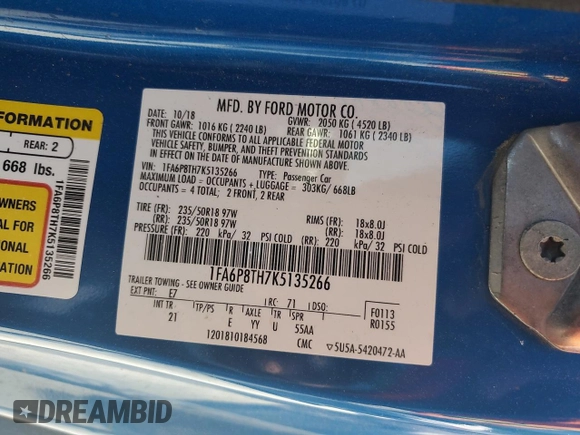 MFD. BY FORD MOTOR CO.
DATE: 10/18
GVWR: 2050 KG ( 4520 LB)
FRONT GAWR: 1016 KG ( 2240 LB)
REAR GAWR: 1061 KG ( 2340 LB)
THIS VEHICLE CONFORMS TO ALL APPLICABLE FEDERAL MOTOR
VEHICLE SAFETY, BUMPER, AND THEFT PREVENTION STANDARDS
IN EFFECT ON THE DATE OF MANUFACTURE SHOWN ABOVE.
VIN: 1FA6P8TH7K5135266
TYPE: Passenger Car
MAXIMUM LOAD = OCCUPANTS + LUGGAGE = 303KG/ 668LB
OCCUPANTS = 4 TOTAL; 2 FRONT, 2 REAR
TIRE (FR): 235/50R18 97W
RIMS (FR): 18x8.0J
(RR): 235/50R18 97W
(RR): 18x8.0J
PRESSURE (FR): 220 kPa/ 32 PSI COLD (RR): 220 kPa/ 32 PSI COLD
1FA6P8TH7K5135266
TRAILER TOWING - SEE OWNER GUIDE
EXT PNT: E7
RC: 71
DSO:
F0113
R0155
INT TR
TP/PS
R
AXLE
TR
SPR
21
E
YY
U
55AA
1201810184568
CMC
▽5U5A-5420472-AA
FORMATION
REAR: 2
668 lbs.
WNERS
AL FOR
ONAL
ATION
1FA6P8TH7K5135266
DREAMBID